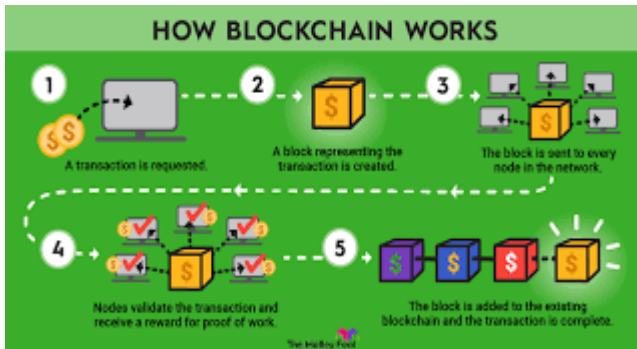 HOW BLOCKCHAIN WORKS
1
2
3
A transaction is requested.
A block representing the
transaction is created.
The block is sent to every
node in the network.
4
5
Nodes validate the transaction and
receive a reward for proof of work.
The block is added to the existing
blockchain and the transaction is complete.
The Motley Fool